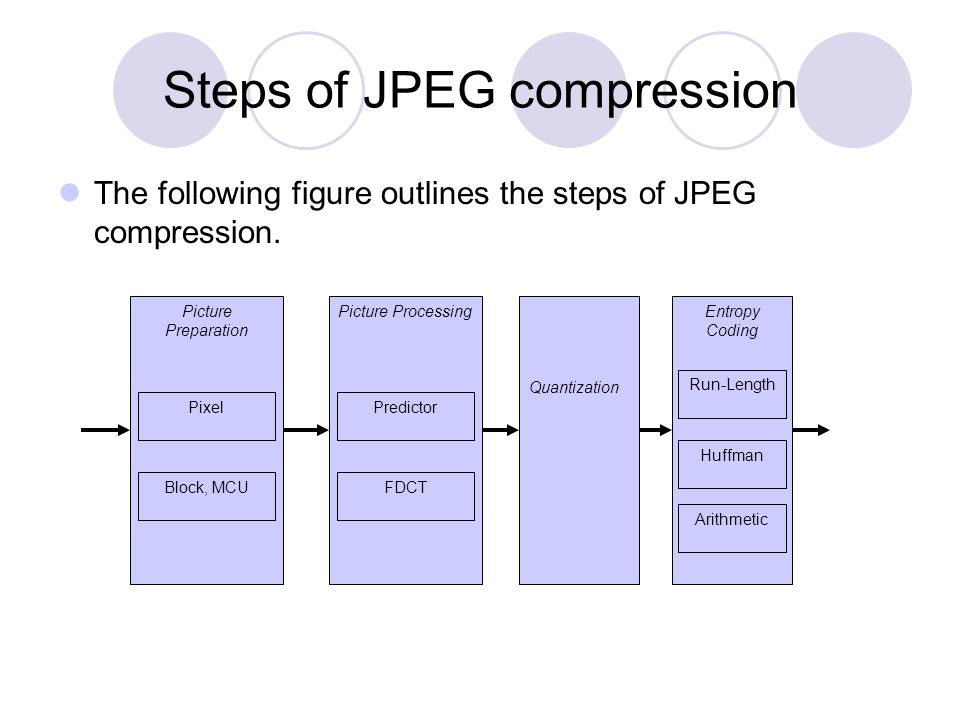 Steps of JPEG compression
The following figure outlines the steps of JPEG
compression.
Picture
Preparation
Pixel
Block, MCU
Picture Processing
Predictor
FDCT
Quantization
Entropy
Coding
Run-Length
Huffman
Arithmetic